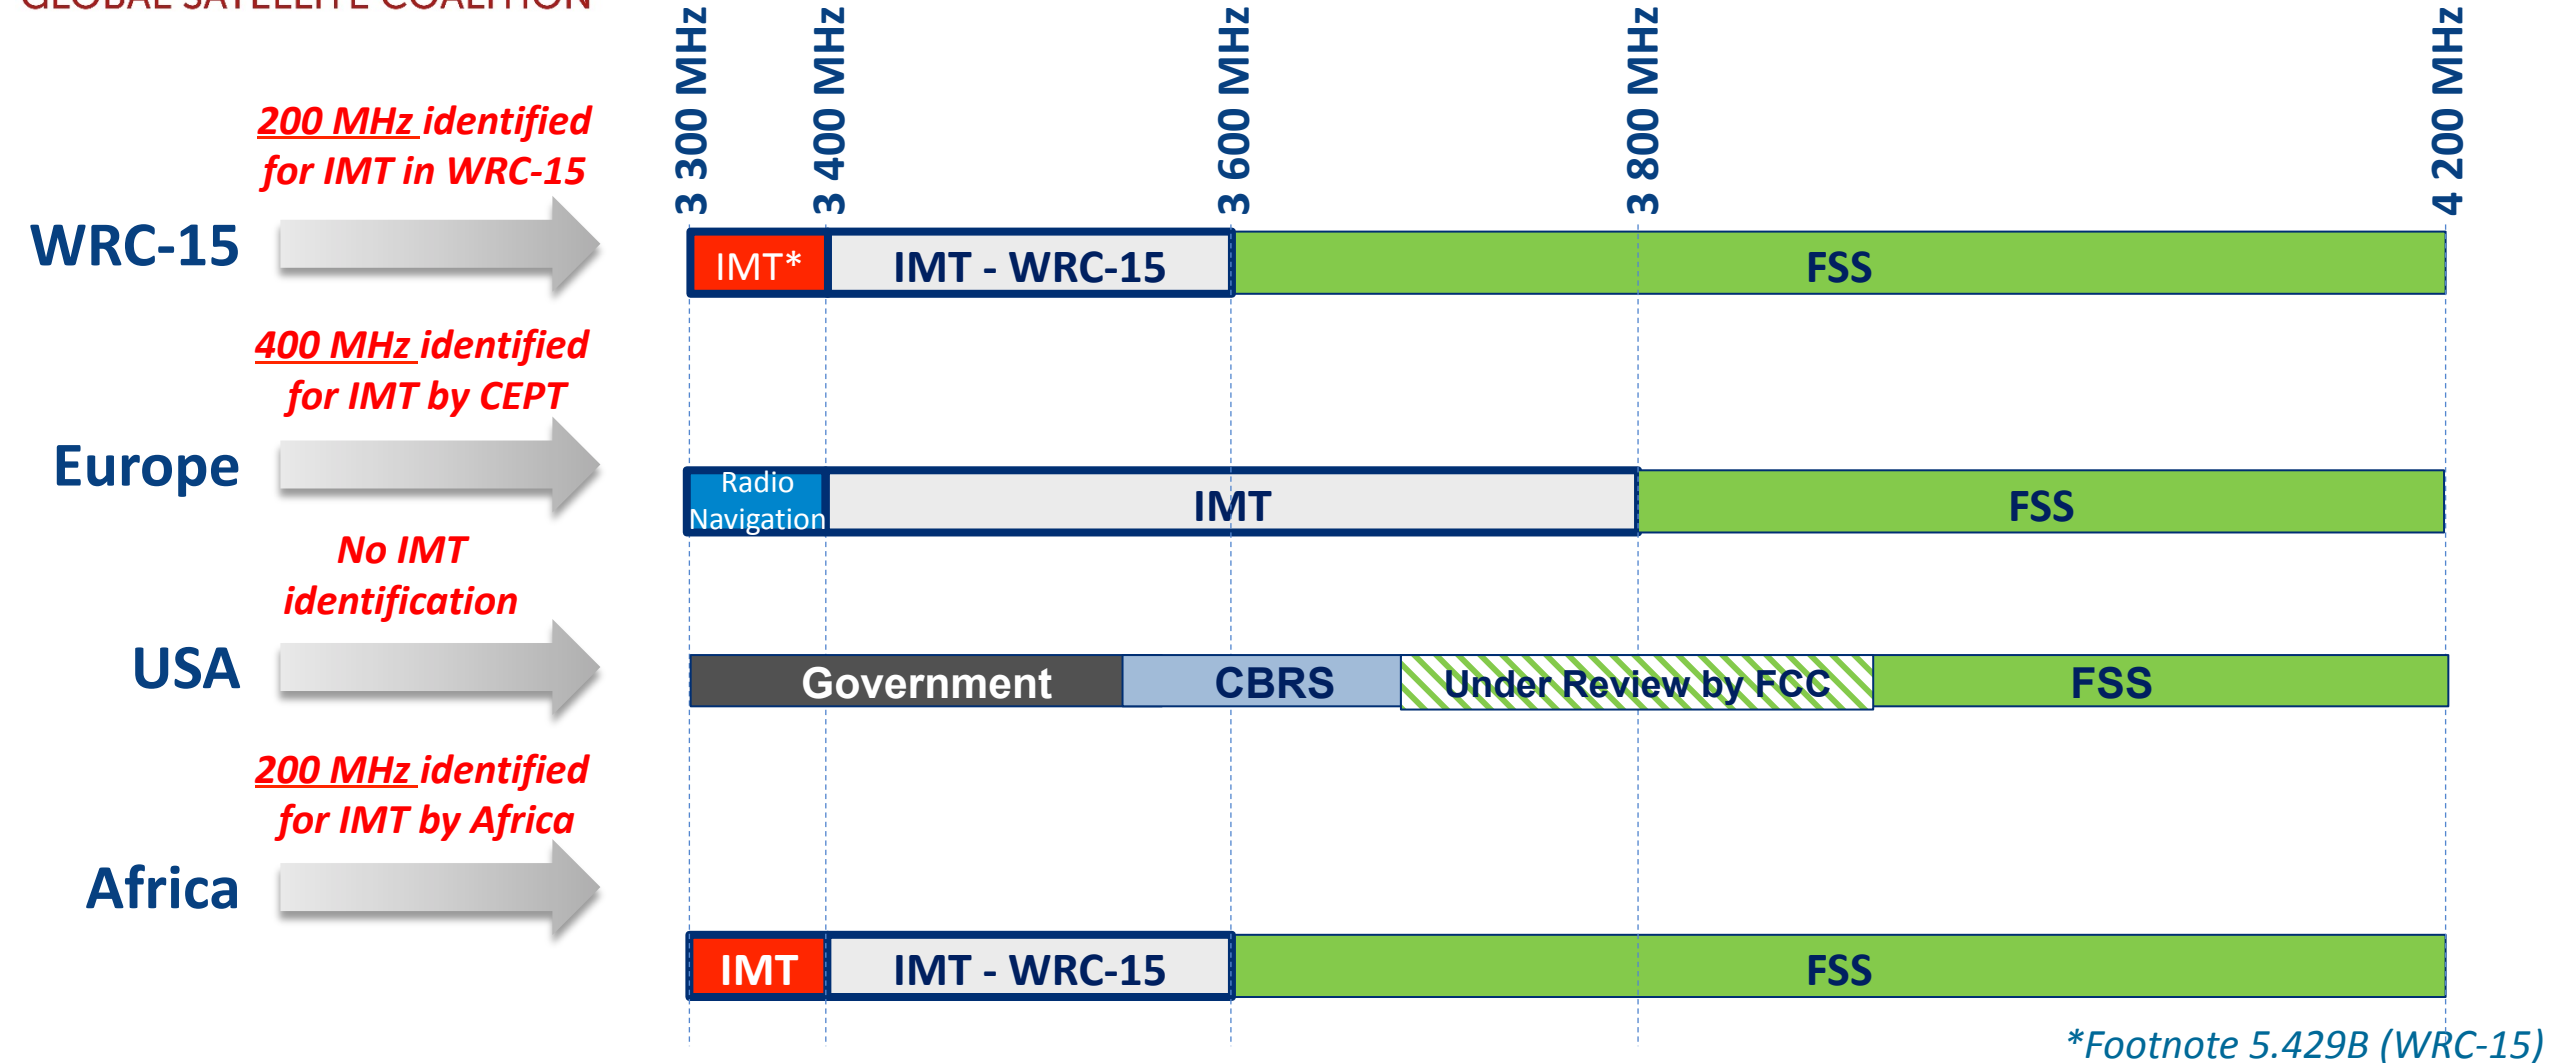 GLOBAL SATELLITE COALITION
3 300 MHz
3 400 MHz
3 600 MHz
3 800 MHz
4 200 MHz
200 MHz identified
for IMT in WRC-15
WRC-15
IMT*
IMT - WRC-15
FSS
400 MHz identified
for IMT by CEPT
Europe
Radio
Navigation
IMT
FSS
No IMT
identification
USA
Government
CBRS
Under Review by FCC
FSS
200 MHz identified
for IMT by Africa
Africa
IMT
IMT - WRC-15
FSS
*Footnote 5.429B (WRC-15)